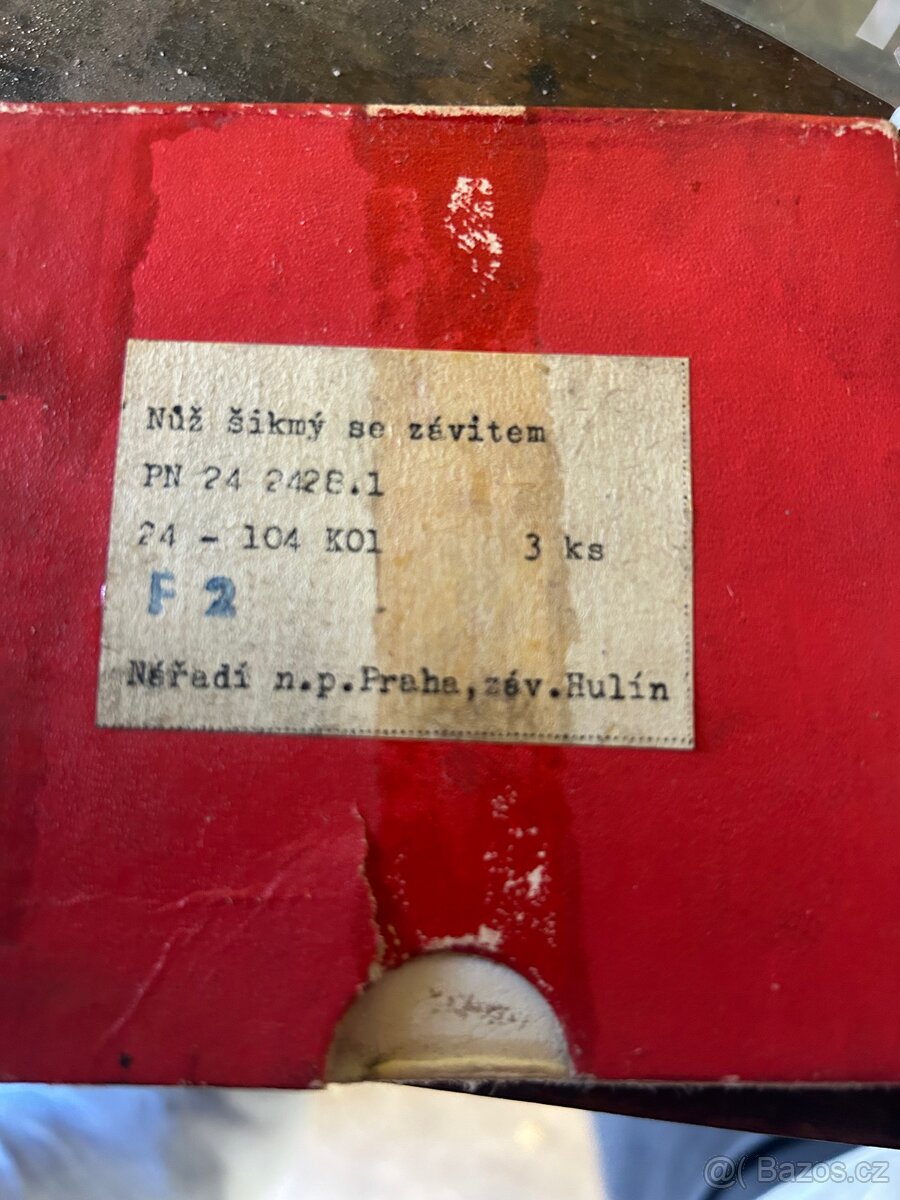 Nůž šikmý se závitem
PN 24 2428.1
24 - 104 K01 3 ks
F 2
Nářadí n.p.Praha,záv.Hulín
@( Bazos.cz